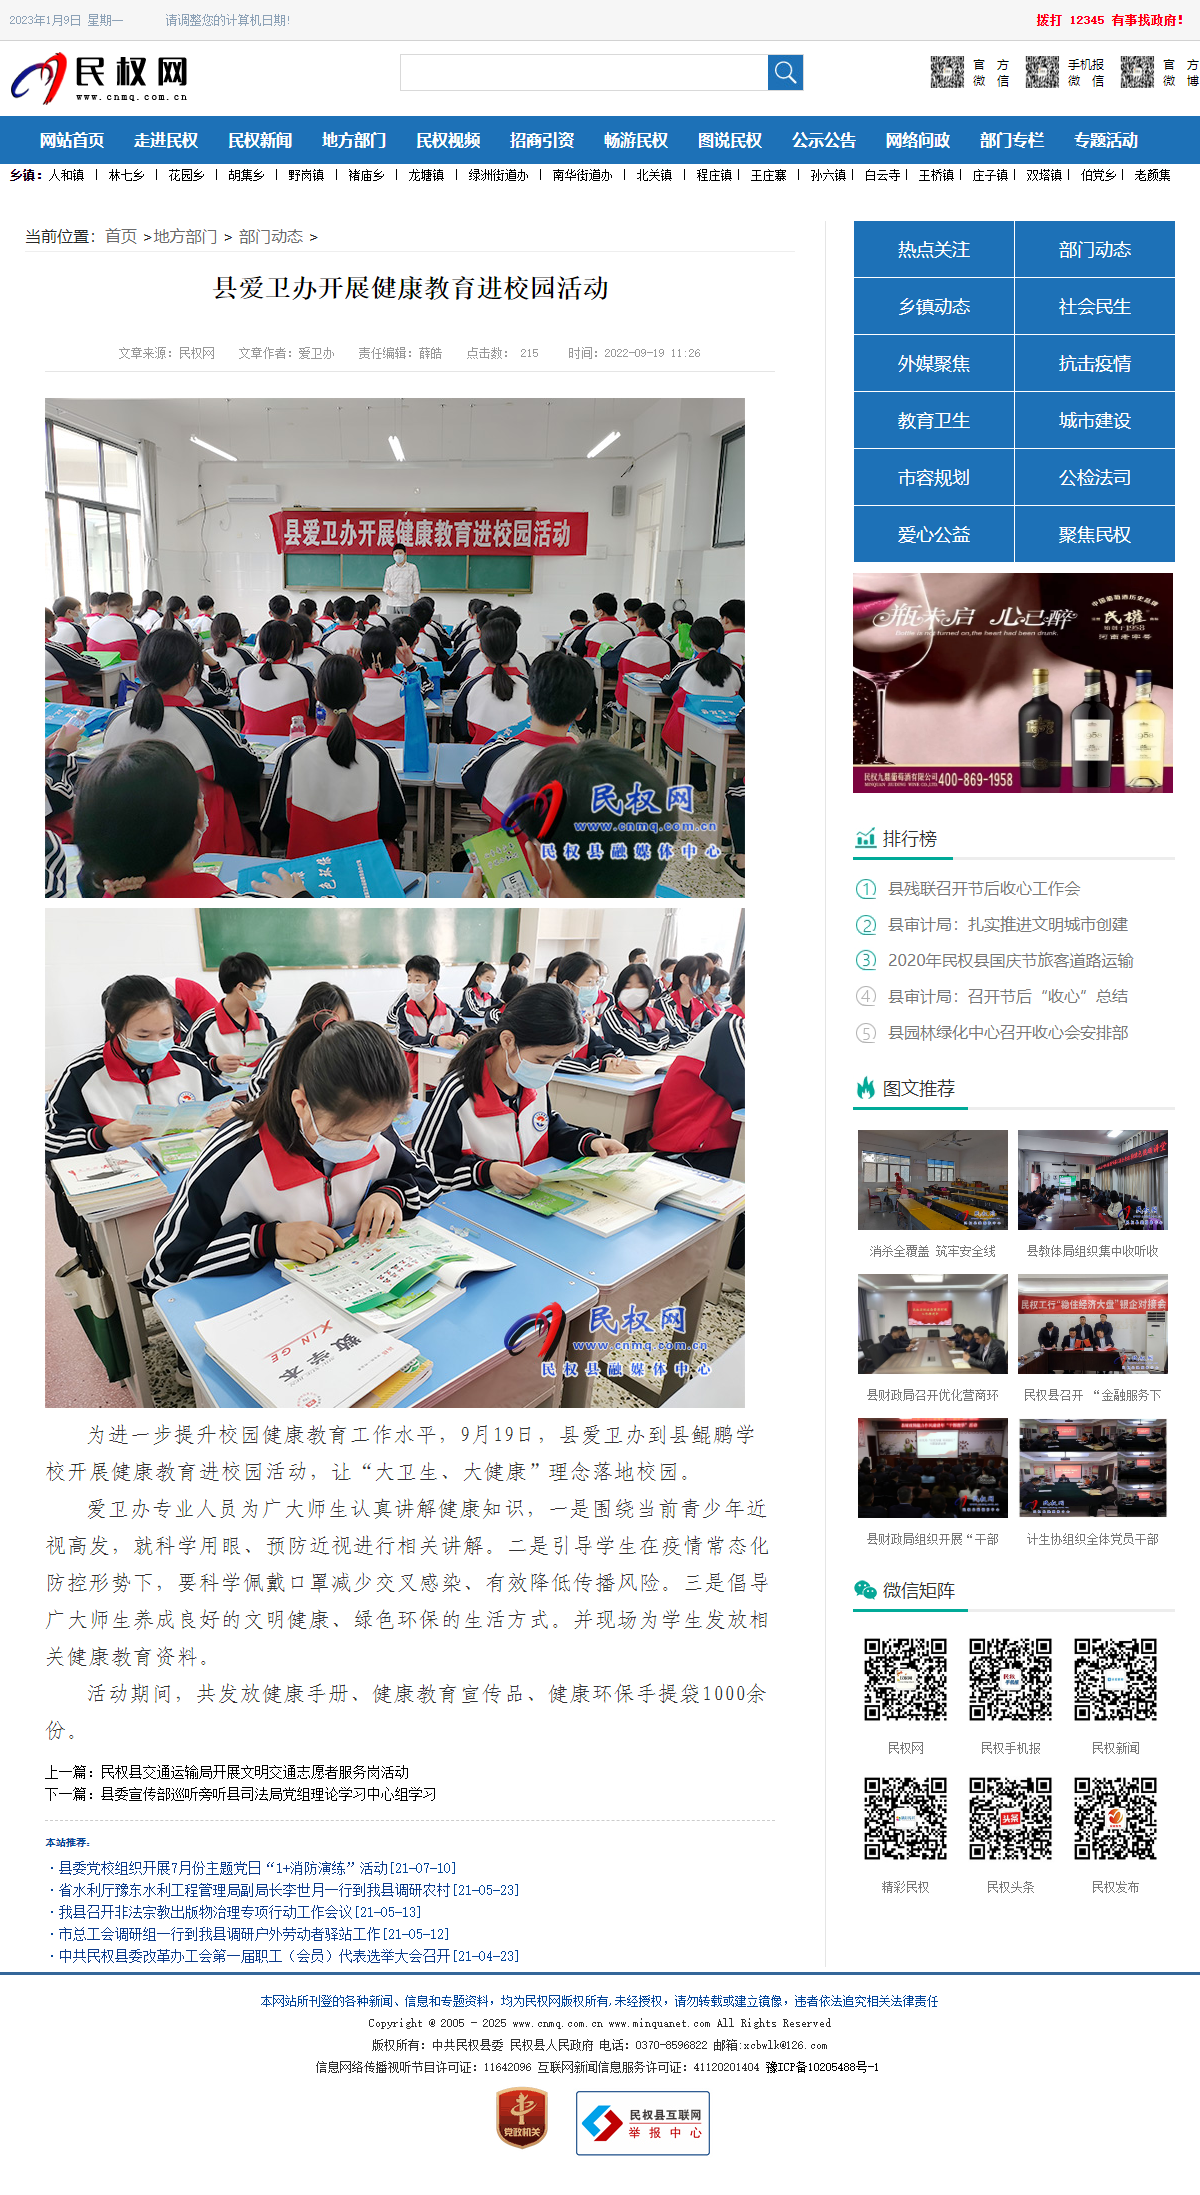 2023年1月9日 星期一 请调整您的计算机日期!
拨打 12345 有事找政府!
民权网
www.cnmq.com.cn
官 方
微 信
手机报
微 信
官 方
微 博
网站首页 走进民权 民权新闻 地方部门 民权视频 招商引资 畅游民权 图说民权 公示公告 网络问政 部门专栏 专题活动
乡镇：人和镇 | 林七乡 | 花园乡 | 胡集乡 | 野岗镇 | 褚庙乡 | 龙塘镇 | 绿洲街道办 | 南华街道办 | 北关镇 | 程庄镇 | 王庄寨 | 孙六镇 | 白云寺 | 王桥镇 | 庄子镇 | 双塔镇 | 伯党乡 | 老颜集
当前位置：首页 >地方部门 > 部门动态 >
县爱卫办开展健康教育进校园活动
文章来源：民权网 文章作者：爱卫办 责任编辑：薛皓 点击数： 215 时间：2022-09-19 11:26
县爱卫办开展健康教育进校园活动
民权网
www.cnmq.com.cn
民权县融媒体中心
数学本
XINGE
民权网
www.cnmq.com.cn
民权县融媒体中心
为进一步提升校园健康教育工作水平，9月19日，县爱卫办到县鲲鹏学
校开展健康教育进校园活动，让“大卫生、大健康”理念落地校园。
爱卫办专业人员为广大师生认真讲解健康知识，一是围绕当前青少年近
视高发，就科学用眼、预防近视进行相关讲解。二是引导学生在疫情常态化
防控形势下，要科学佩戴口罩减少交叉感染、有效降低传播风险。三是倡导
广大师生养成良好的文明健康、绿色环保的生活方式。并现场为学生发放相
关健康教育资料。
活动期间，共发放健康手册、健康教育宣传品、健康环保手提袋1000余
份。
上一篇：民权县交通运输局开展文明交通志愿者服务岗活动
下一篇：县委宣传部巡听旁听县司法局党组理论学习中心组学习
本站推荐：
·县委党校组织开展7月份主题党日“1+消防演练”活动[21-07-10]
·省水利厅豫东水利工程管理局副局长李世月一行到我县调研农村[21-05-23]
·我县召开非法宗教出版物治理专项行动工作会议[21-05-13]
·市总工会调研组一行到我县调研户外劳动者驿站工作[21-05-12]
·中共民权县委改革办工会第一届职工（会员）代表选举大会召开[21-04-23]
热点关注 部门动态
乡镇动态 社会民生
外媒聚焦 抗击疫情
教育卫生 城市建设
市容规划 公检法司
爱心公益 聚焦民权
瓶未启 心已醉
Bottle is not turned on,the heart had been drunk.
中国葡萄酒历史品牌
民權
始创于1958
河南老字号
民权九鼎葡萄酒有限公司 400-869-1958
排行榜
1 县残联召开节后收心工作会
2 县审计局：扎实推进文明城市创建
3 2020年民权县国庆节旅客道路运输
4 县审计局：召开节后“收心”总结
5 县园林绿化中心召开收心会安排部
图文推荐
消杀全覆盖 筑牢安全线
县教体局组织集中收听收
民权工行“稳住经济大盘”银企对接会
县财政局召开优化营商环
民权县召开 “金融服务下
县财政局组织开展“干部
计生协组织全体党员干部
微信矩阵
民权网 民权手机报 民权新闻
头条
精彩民权 民权头条 民权发布
本网站所刊登的各种新闻、信息和专题资料，均为民权网版权所有,未经授权，请勿转载或建立镜像，违者依法追究相关法律责任
Copyright @ 2005 - 2025 www.cnmq.com.cn www.minquanet.com All Rights Reserved
版权所有：中共民权县委 民权县人民政府 电话：0370-8596822 邮箱:xcbwlk@126.com
信息网络传播视听节目许可证：11642096 互联网新闻信息服务许可证：41120201404 豫ICP备10205488号-1
党政机关
民权县互联网
举报中心